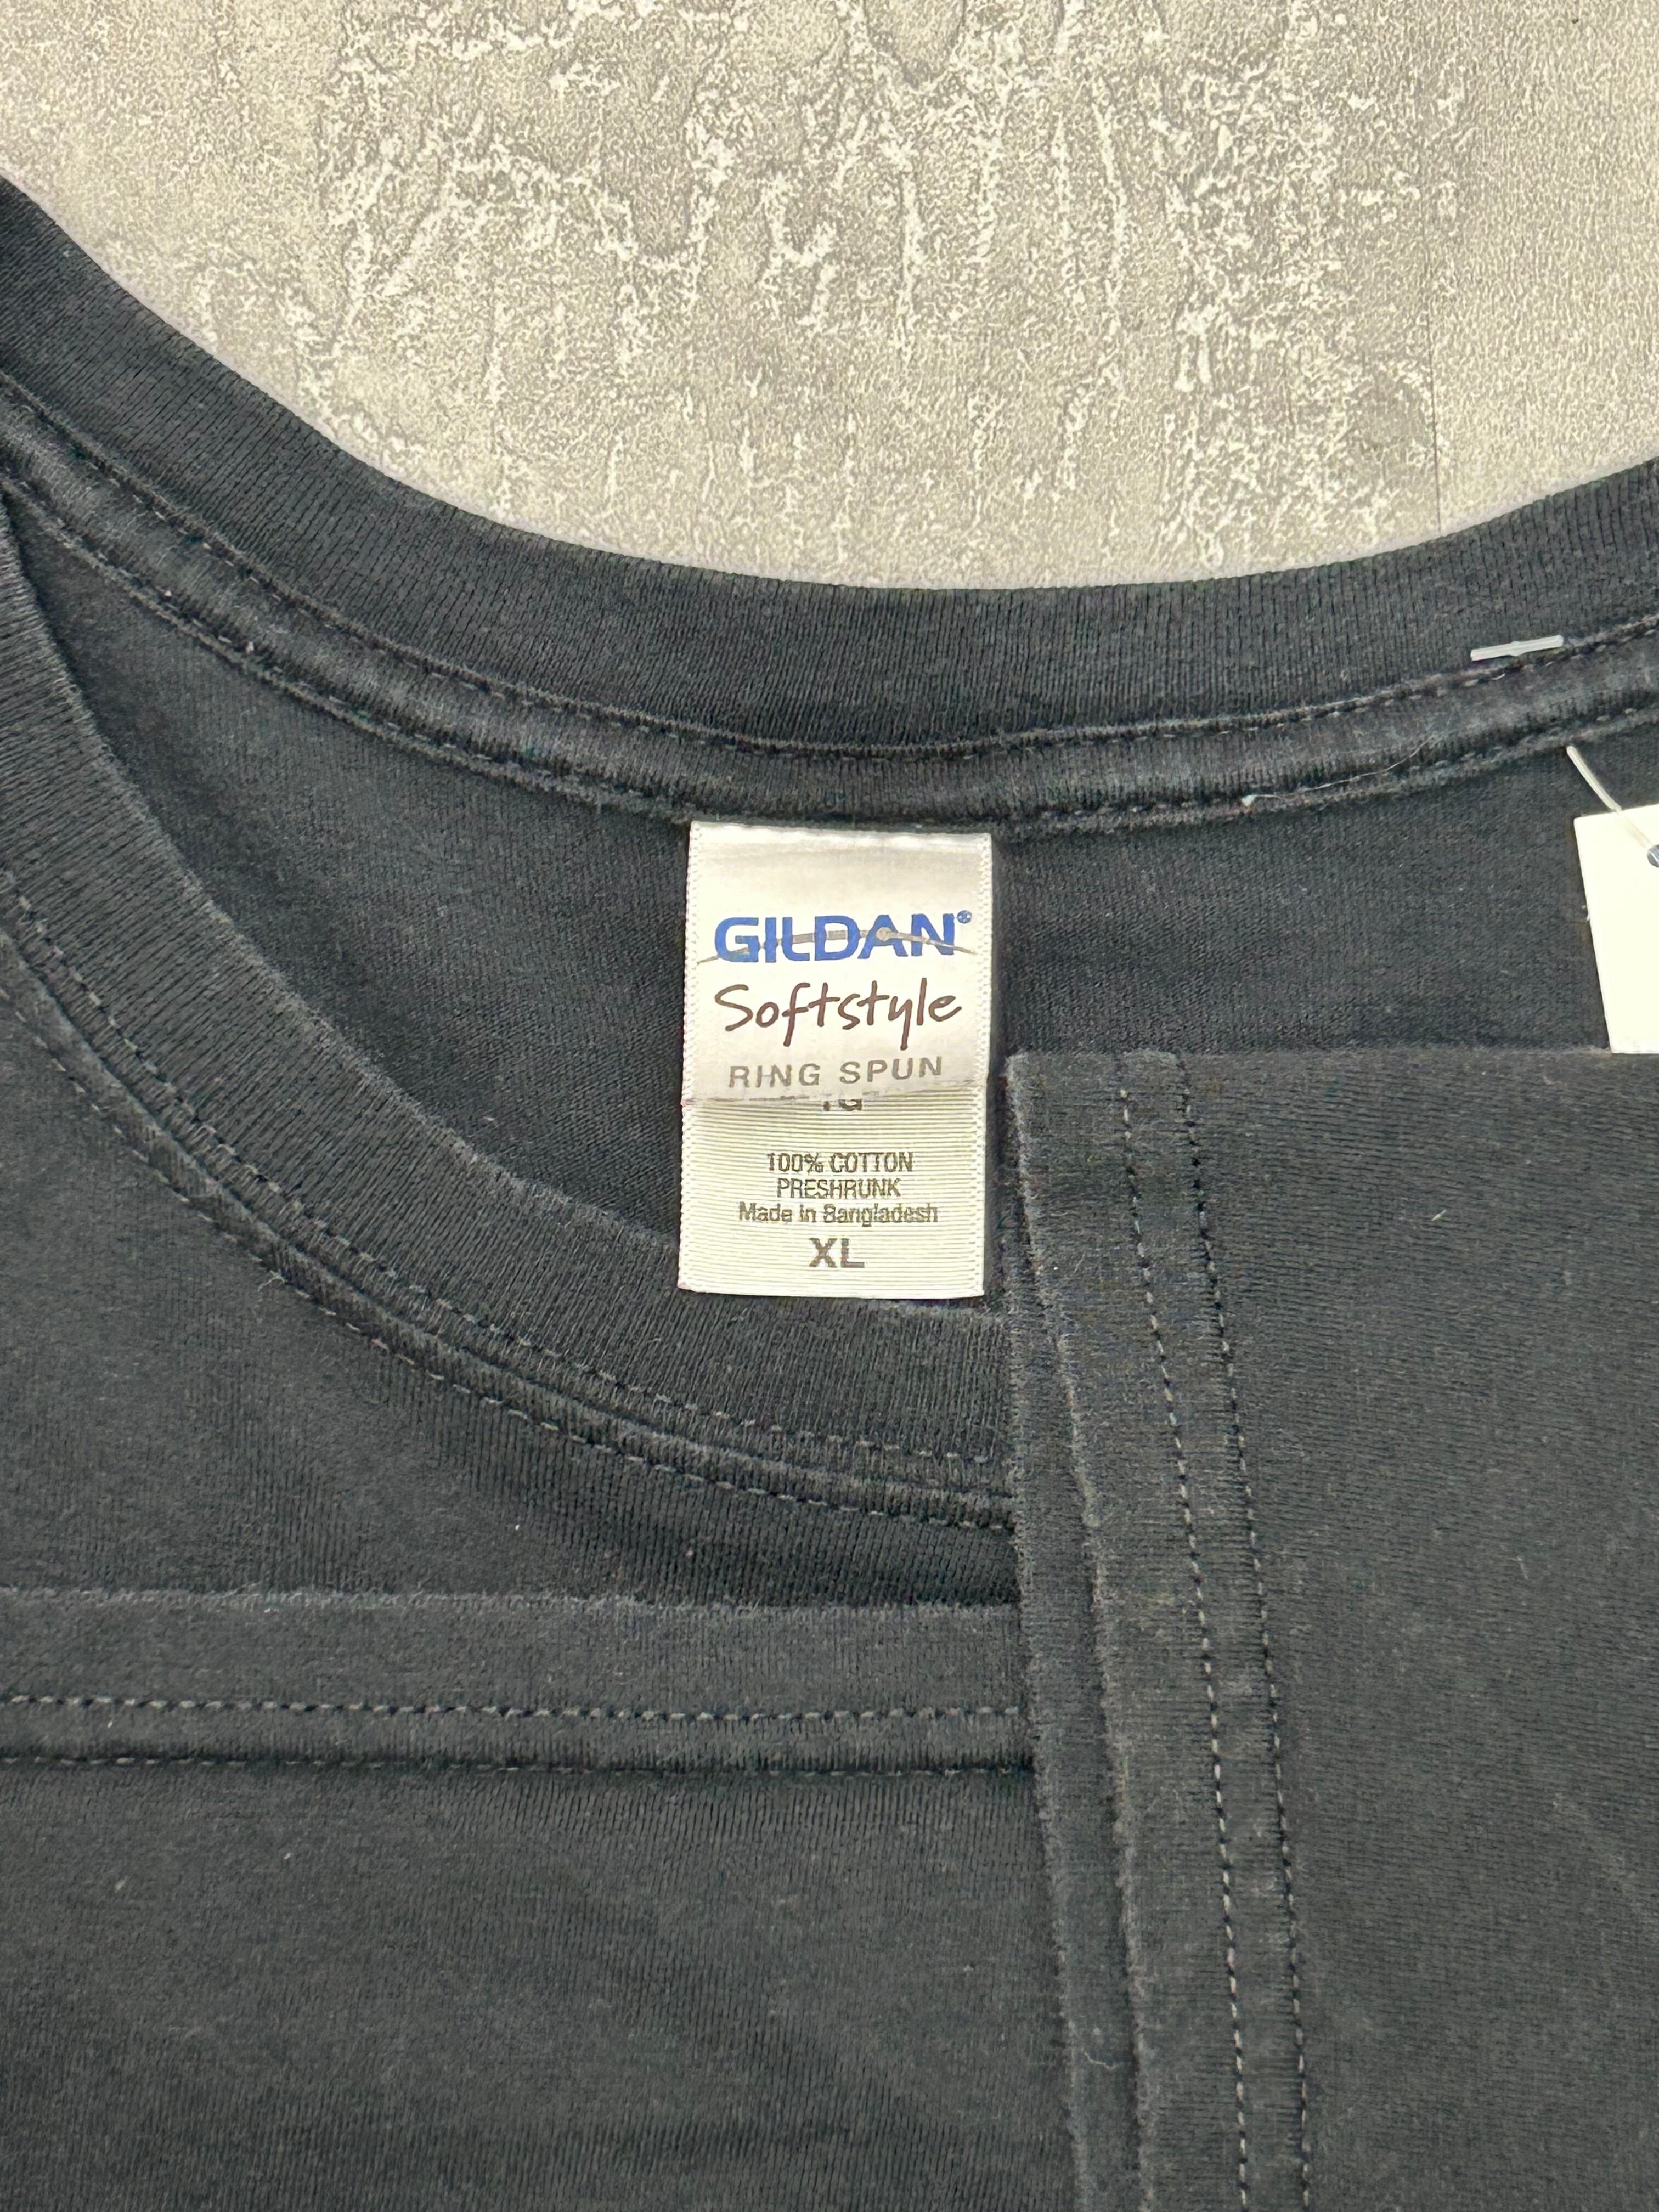 GILDAN®
Softstyle
RING SPUN
100% COTTON
PRESHRUNK
Made in Bangladesh
XL